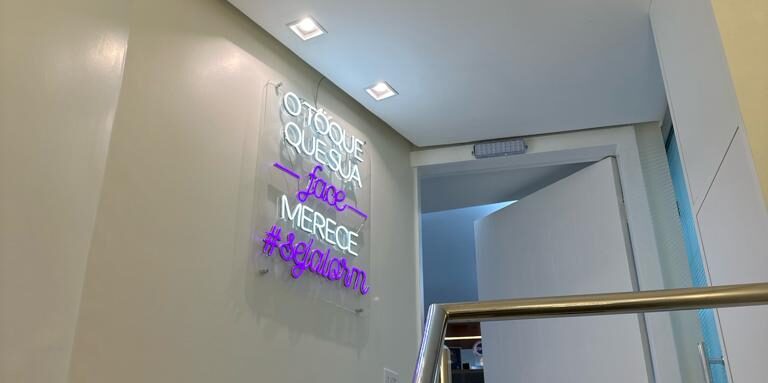 O TOQUE
QUE SUA
face
MERECE
#sejalorm